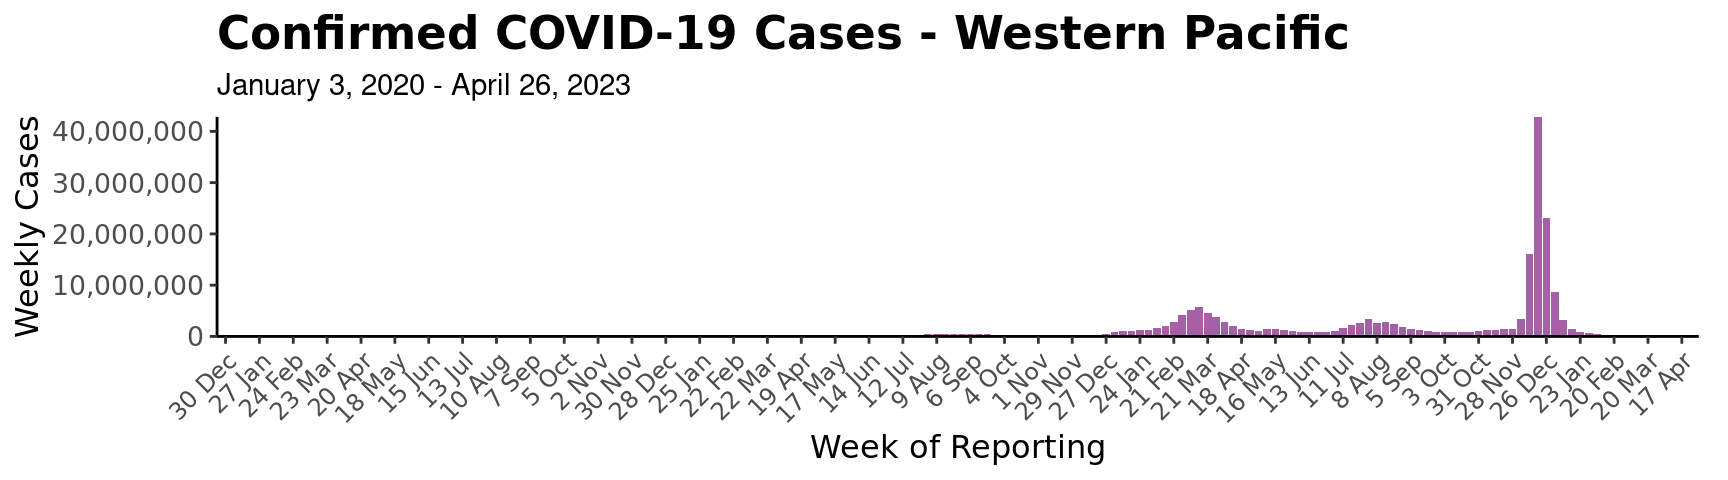 Confirmed COVID-19 Cases - Western Pacific
January 3, 2020 - April 26, 2023
Weekly Cases
40,000,000
30,000,000
20,000,000
10,000,000
0
30 Dec
27 Jan
24 Feb
23 Mar
20 Apr
18 May
15 Jun
13 Jul
10 Aug
7 Sep
5 Oct
2 Nov
30 Nov
28 Dec
25 Jan
22 Feb
22 Mar
19 Apr
17 May
14 Jun
12 Jul
9 Aug
6 Sep
4 Oct
1 Nov
29 Nov
27 Dec
24 Jan
21 Feb
21 Mar
18 Apr
16 May
13 Jun
11 Jul
8 Aug
5 Sep
3 Oct
31 Oct
28 Nov
26 Dec
23 Jan
20 Feb
20 Mar
17 Apr
Week of Reporting